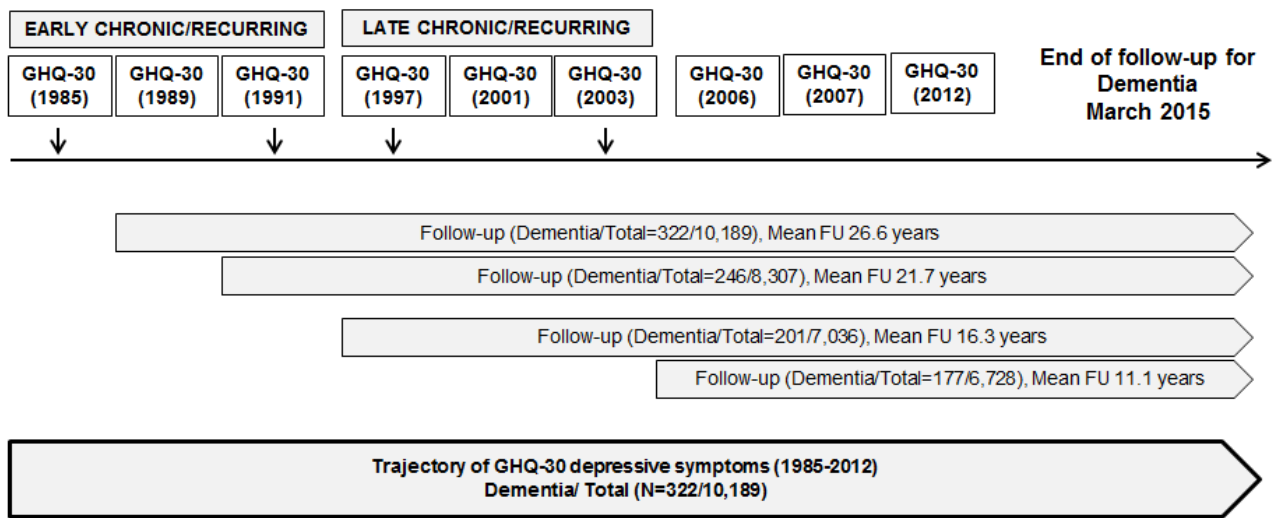 EARLY CHRONIC/RECURRING
LATE CHRONIC/RECURRING
GHQ-30
(1985)
GHQ-30
(1989)
GHQ-30
(1991)
GHQ-30
(1997)
GHQ-30
(2001)
GHQ-30
(2003)
GHQ-30
(2006)
GHQ-30
(2007)
GHQ-30
(2012)
End of follow-up for
Dementia
March 2015
Follow-up (Dementia/Total=322/10,189), Mean FU 26.6 years
Follow-up (Dementia/Total=246/8,307), Mean FU 21.7 years
Follow-up (Dementia/Total=201/7,036), Mean FU 16.3 years
Follow-up (Dementia/Total=177/6,728), Mean FU 11.1 years
Trajectory of GHQ-30 depressive symptoms (1985-2012)
Dementia/ Total (N=322/10,189)